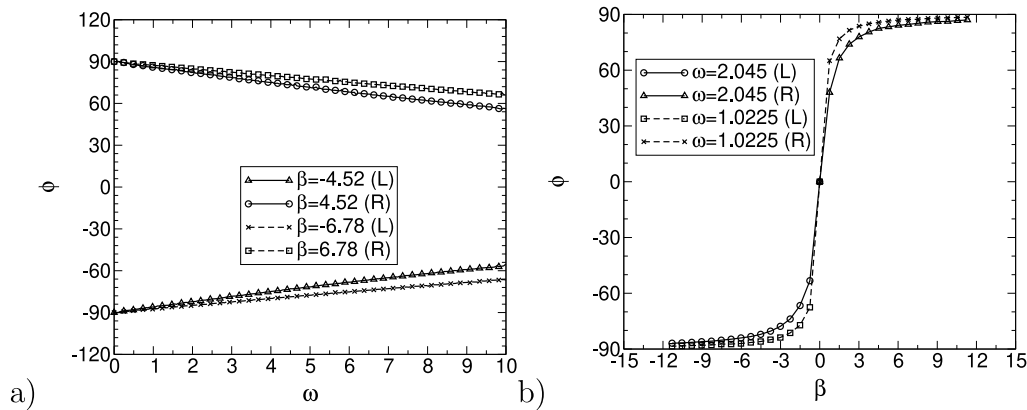 120
90
60
30
0
-30
-60
-90
-120
ϕ
β=-4.52 (L)
β=4.52 (R)
β=-6.78 (L)
β=6.78 (R)
0 1 2 3 4 5 6 7 8 9 10
ω
a)
90
60
30
0
-30
-60
-90
ϕ
ω=2.045 (L)
ω=2.045 (R)
ω=1.0225 (L)
ω=1.0225 (R)
-15 -12 -9 -6 -3 0 3 6 9 12 15
β
b)